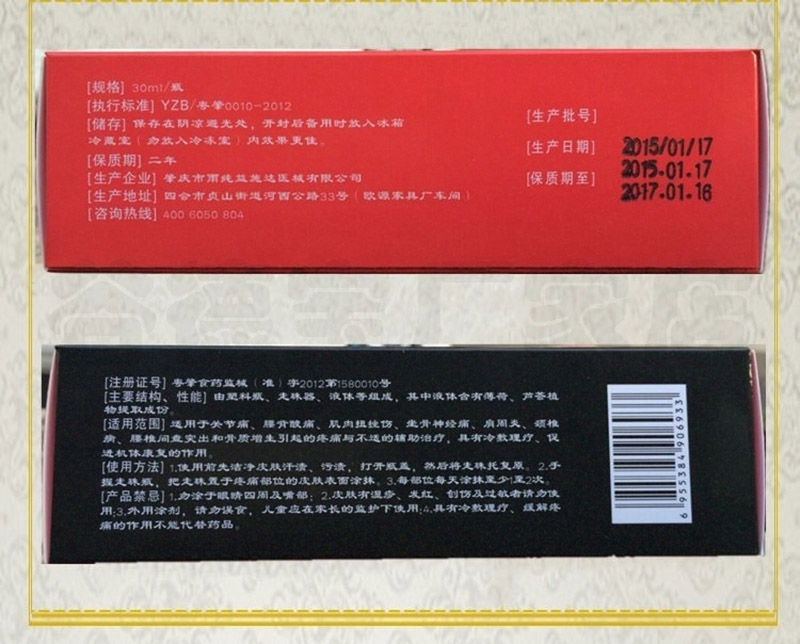 [规格] 30ml/瓶
[执行标准] YZB/粤肇0010-2012
[储存] 保存在阴凉避光处，开封后备用时放入冰箱
冷藏室（勿放入冷冻室）内效果更佳。
[保质期] 二年
[生产企业] 肇庆市雨纯益施达医械有限公司
[生产地址] 四会市贞山街道河西公路33号（欧源家具厂车间）
[咨询热线] 400 6050 804
[生产批号]
[生产日期] 2015/01/17
2015.01.17
[保质期至] 2017.01.16
[注册证号] 粤肇食药监械（准）字2012第1580010号
[主要结构、性能] 由塑料瓶、走珠器、液体等组成，其中液体含有薄荷、芦荟植
物提取成份。
[适用范围] 适用于关节痛、腰背酸痛、肌肉扭挫伤、坐骨神经痛、肩周炎、颈椎
病、腰椎间盘突出和骨质增生引起的疼痛与不适的辅助治疗，具有冷敷理疗、促
进机体康复的作用。
[使用方法] 1.使用前先洁净皮肤汗渍、污渍，打开瓶盖，然后将走珠托复原。2.手
握走珠瓶，把走珠置于疼痛部位的皮肤表面涂抹。3.每部位每天涂抹至少1至2次。
[产品禁忌] 1.勿涂于眼睛四周及嘴部；2.皮肤有湿疹、发红、创伤及过敏者请勿使
用;3.外用涂剂，请勿误食，儿童应在家长的监护下使用;4.具有冷敷理疗、缓解疼
痛的作用不能代替药品。
6 955384 906933